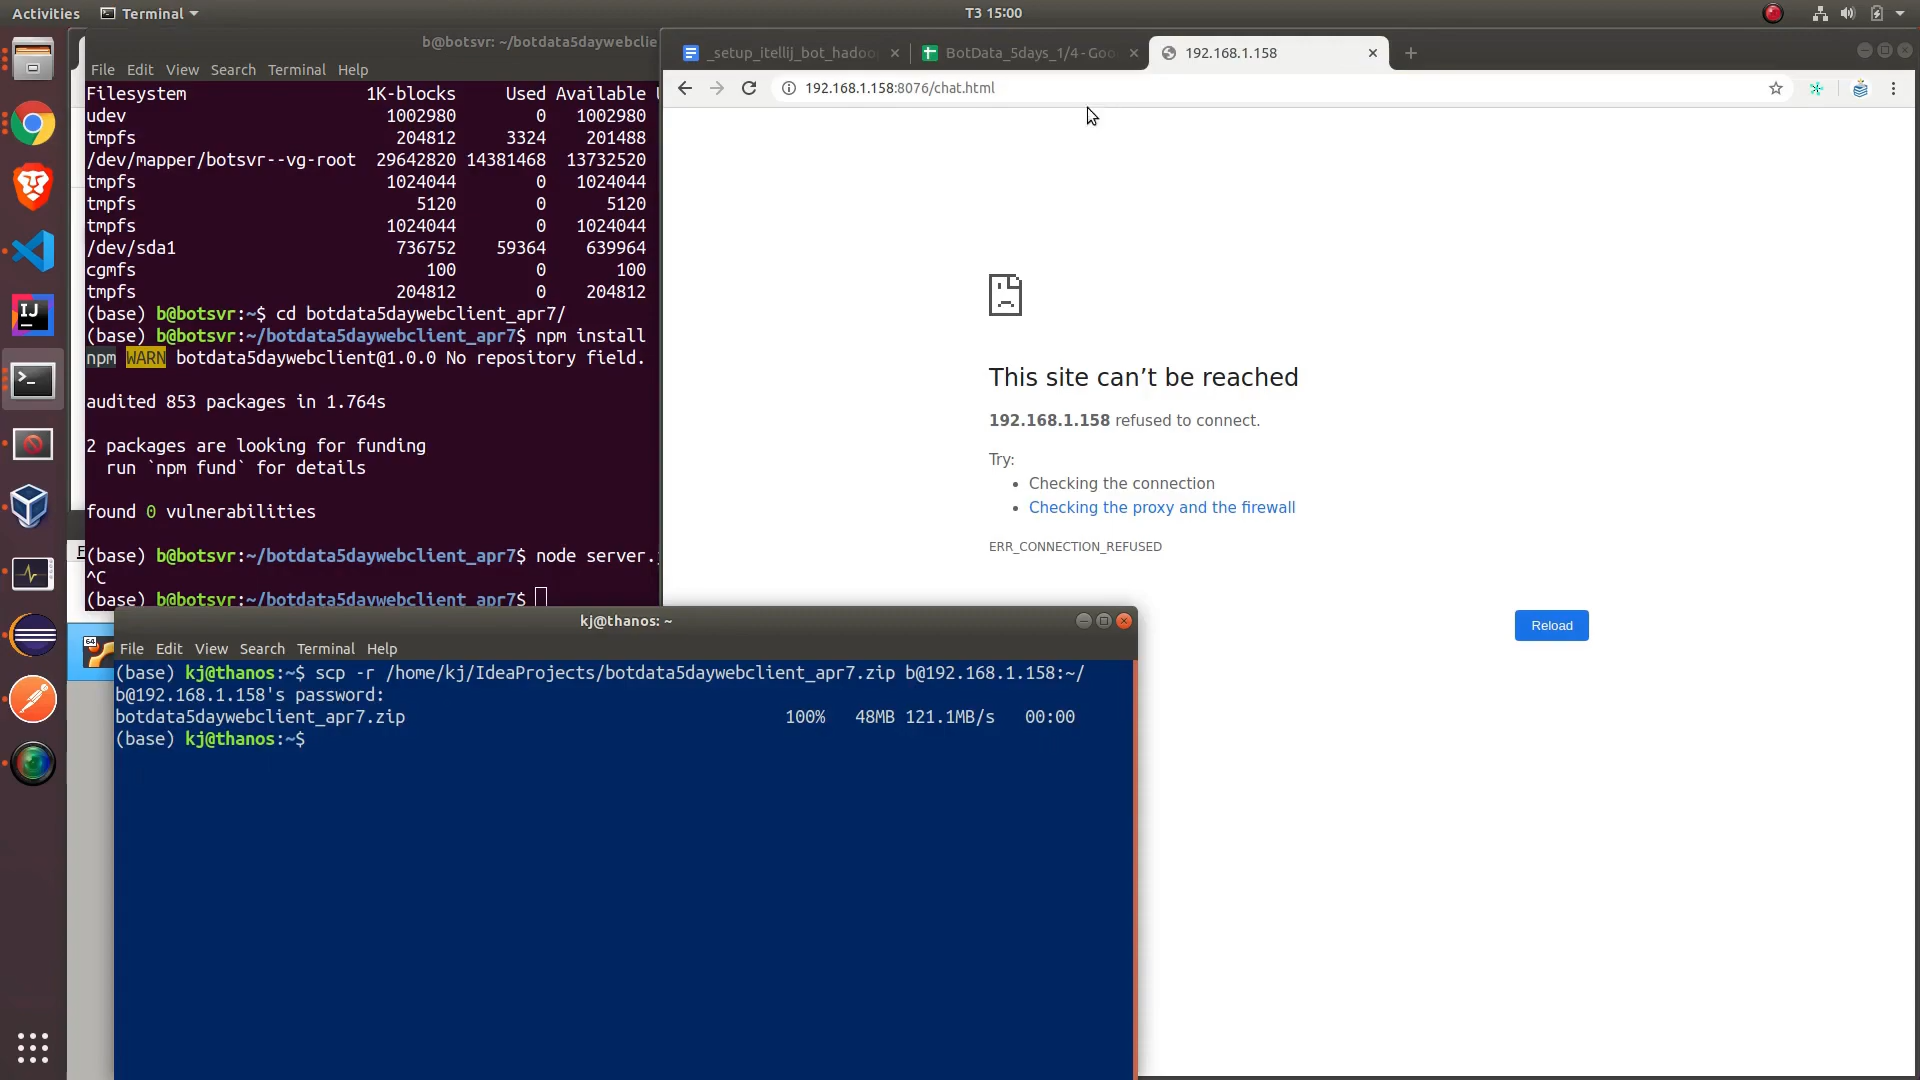 Activities
Terminal
T3 15:00
b@botsvr: ~/botdata5daywebclie
File Edit View Search Terminal Help
Filesystem 1K-blocks Used Available
udev 1002980 0 1002980
tmpfs 204812 3324 201488
/dev/mapper/botsvr--vg-root 29642820 14381468 13732520
tmpfs 1024044 0 1024044
tmpfs 5120 0 5120
tmpfs 1024044 0 1024044
/dev/sda1 736752 59364 639964
cgmfs 100 0 100
tmpfs 204812 0 204812
(base) b@botsvr:~$ cd botdata5daywebclient_apr7/
(base) b@botsvr:~/botdata5daywebclient_apr7$ npm install
npm WARN botdata5daywebclient@1.0.0 No repository field.
audited 853 packages in 1.764s
2 packages are looking for funding
run `npm fund` for details
found 0 vulnerabilities
(base) b@botsvr:~/botdata5daywebclient_apr7$ node server.
^C
(base) b@botsvr:~/botdata5daywebclient_apr7$
_setup_itellij_bot_hadoo
BotData_5days_1/4 - Goo
192.168.1.158
192.168.1.158:8076/chat.html
This site can’t be reached
192.168.1.158 refused to connect.
Try:
• Checking the connection
• Checking the proxy and the firewall
ERR_CONNECTION_REFUSED
Reload
kj@thanos: ~
File Edit View Search Terminal Help
(base) kj@thanos:~$ scp -r /home/kj/IdeaProjects/botdata5daywebclient_apr7.zip b@192.168.1.158:~/
b@192.168.1.158's password:
botdata5daywebclient_apr7.zip 100% 48MB 121.1MB/s 00:00
(base) kj@thanos:~$
IJ
64